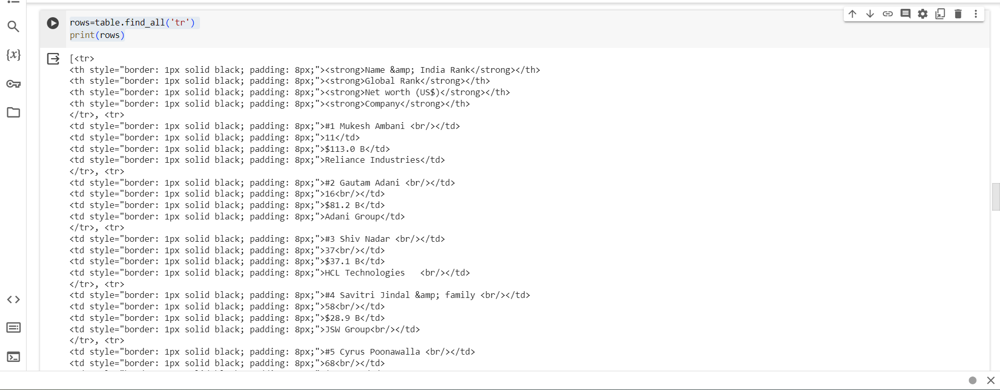 rows=table.find_all('tr')
print(rows)
{x}
[<tr>
<th style="border: 1px solid black; padding: 8px;"><strong>Name &amp; India Rank</strong></th>
<th style="border: 1px solid black; padding: 8px;"><strong>Global Rank</strong></th>
<th style="border: 1px solid black; padding: 8px;"><strong>Net worth (US$)</strong></th>
<th style="border: 1px solid black; padding: 8px;"><strong>Company</strong></th>
</tr>, <tr>
<td style="border: 1px solid black; padding: 8px;">#1 Mukesh Ambani <br/></td>
<td style="border: 1px solid black; padding: 8px;">11</td>
<td style="border: 1px solid black; padding: 8px;">$113.0 B</td>
<td style="border: 1px solid black; padding: 8px;">Reliance Industries</td>
</tr>, <tr>
<td style="border: 1px solid black; padding: 8px;">#2 Gautam Adani <br/></td>
<td style="border: 1px solid black; padding: 8px;">16<br/></td>
<td style="border: 1px solid black; padding: 8px;">$81.2 B</td>
<td style="border: 1px solid black; padding: 8px;">Adani Group</td>
</tr>, <tr>
<td style="border: 1px solid black; padding: 8px;">#3 Shiv Nadar <br/></td>
<td style="border: 1px solid black; padding: 8px;">37<br/></td>
<td style="border: 1px solid black; padding: 8px;">$37.1 B</td>
<td style="border: 1px solid black; padding: 8px;">HCL Technologies   <br/></td>
</tr>, <tr>
<td style="border: 1px solid black; padding: 8px;">#4 Savitri Jindal &amp; family <br/></td>
<td style="border: 1px solid black; padding: 8px;">58<br/></td>
<td style="border: 1px solid black; padding: 8px;">$28.9 B</td>
<td style="border: 1px solid black; padding: 8px;">JSW Group<br/></td>
</tr>, <tr>
<td style="border: 1px solid black; padding: 8px;">#5 Cyrus Poonawalla <br/></td>
<td style="border: 1px solid black; padding: 8px;">68<br/></td>